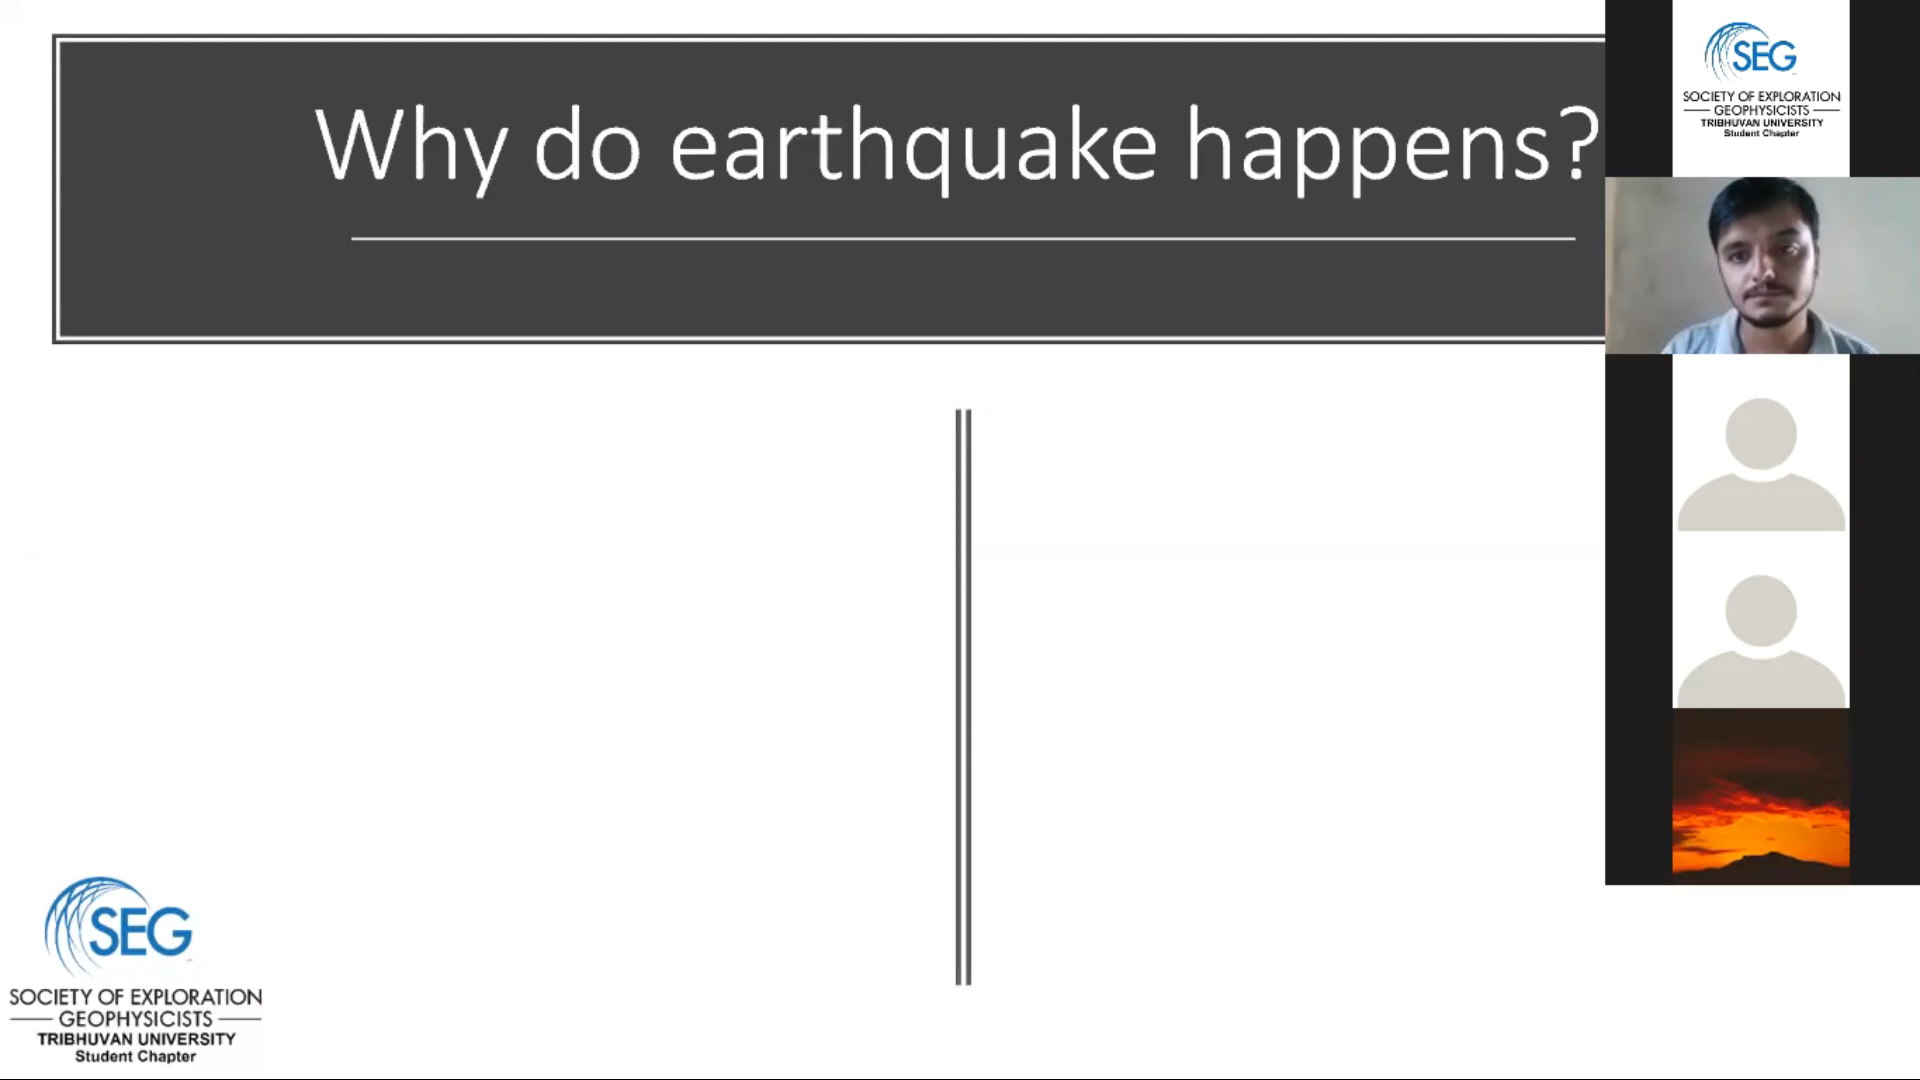 Why do earthquake happens?
SEG
SOCIETY OF EXPLORATION
GEOPHYSICISTS
TRIBHUVAN UNIVERSITY
Student Chapter
SEG
SOCIETY OF EXPLORATION
GEOPHYSICISTS
TRIBHUVAN UNIVERSITY
Student Chapter